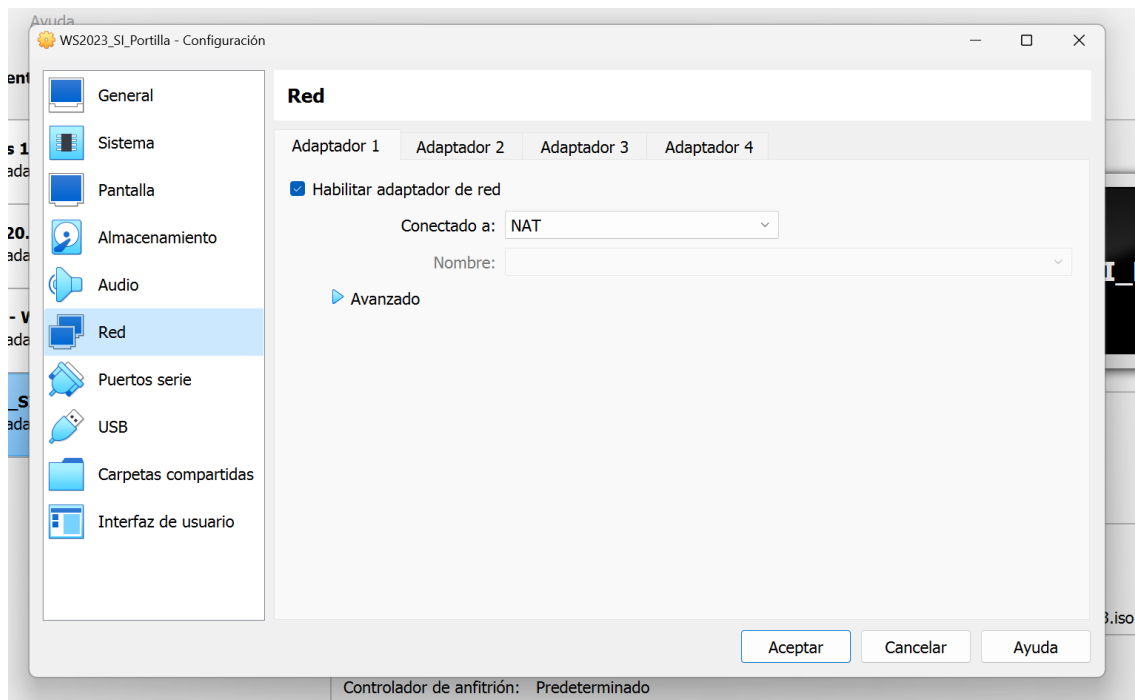 Ayuda
WS2023_SI_Portilla - Configuración
General
Sistema
Pantalla
Almacenamiento
Audio
Red
Puertos serie
USB
Carpetas compartidas
Interfaz de usuario
Red
Adaptador 1 Adaptador 2 Adaptador 3 Adaptador 4
Habilitar adaptador de red
Conectado a: NAT
Nombre:
Avanzado
Aceptar Cancelar Ayuda
.iso
Controlador de anfitrión: Predeterminado